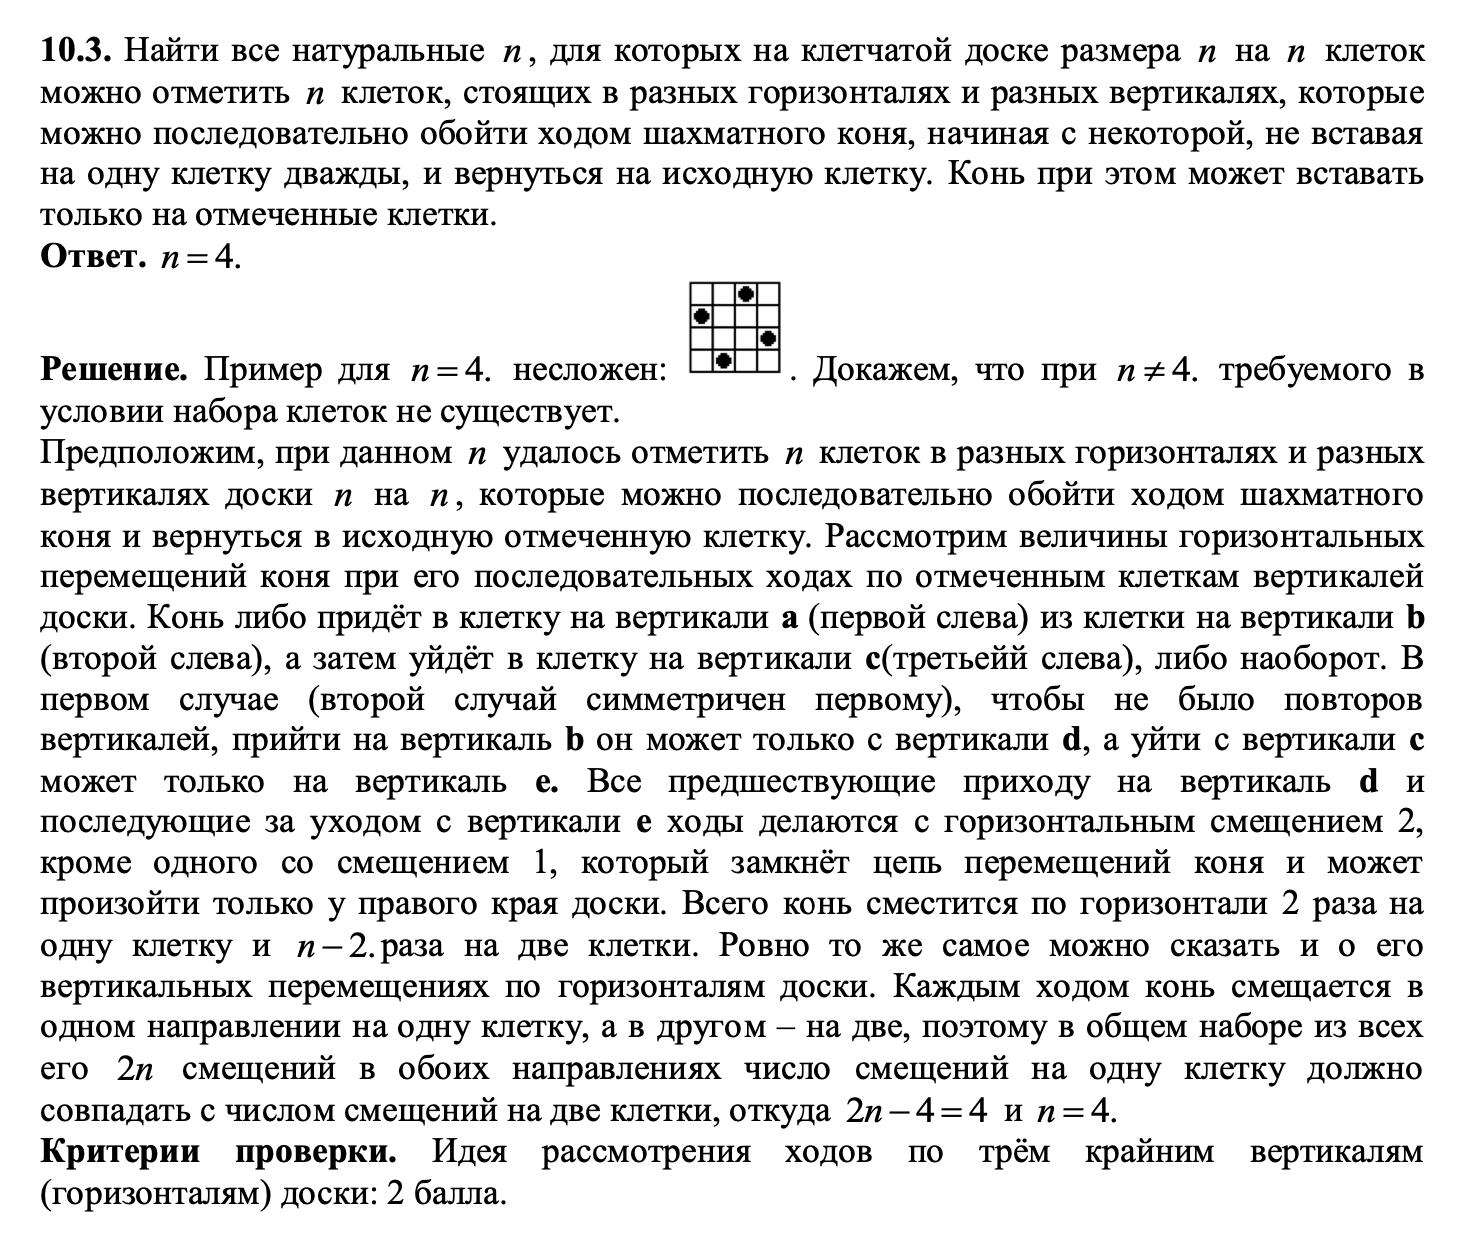 10.3. Найти все натуральные n, для которых на клетчатой доске размера n на n клеток
можно отметить n клеток, стоящих в разных горизонталях и разных вертикалях, которые
можно последовательно обойти ходом шахматного коня, начиная с некоторой, не вставая
на одну клетку дважды, и вернуться на исходную клетку. Конь при этом может вставать
только на отмеченные клетки.
Ответ. n = 4.
Решение. Пример для n = 4. несложен: . Докажем, что при n ≠ 4. требуемого в
условии набора клеток не существует.
Предположим, при данном n удалось отметить n клеток в разных горизонталях и разных
вертикалях доски n на n, которые можно последовательно обойти ходом шахматного
коня и вернуться в исходную отмеченную клетку. Рассмотрим величины горизонтальных
перемещений коня при его последовательных ходах по отмеченным клеткам вертикалей
доски. Конь либо придёт в клетку на вертикали a (первой слева) из клетки на вертикали b
(второй слева), а затем уйдёт в клетку на вертикали c(третьейй слева), либо наоборот. В
первом случае (второй случай симметричен первому), чтобы не было повторов
вертикалей, прийти на вертикаль b он может только с вертикали d, а уйти с вертикали c
может только на вертикаль e. Все предшествующие приходу на вертикаль d и
последующие за уходом с вертикали e ходы делаются с горизонтальным смещением 2,
кроме одного со смещением 1, который замкнёт цепь перемещений коня и может
произойти только у правого края доски. Всего конь сместится по горизонтали 2 раза на
одну клетку и n − 2. раза на две клетки. Ровно то же самое можно сказать и о его
вертикальных перемещениях по горизонталям доски. Каждым ходом конь смещается в
одном направлении на одну клетку, а в другом – на две, поэтому в общем наборе из всех
его 2n смещений в обоих направлениях число смещений на одну клетку должно
совпадать с числом смещений на две клетки, откуда 2n − 4 = 4 и n = 4.
Критерии проверки. Идея рассмотрения ходов по трём крайним вертикалям
(горизонталям) доски: 2 балла.